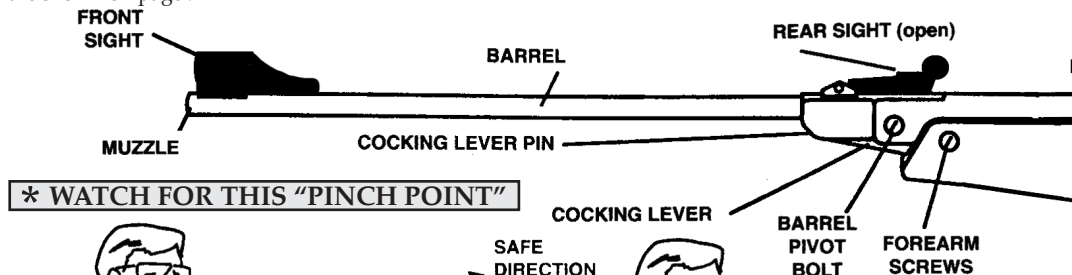 FRONT
SIGHT
BARREL
REAR SIGHT (open)
MUZZLE
COCKING LEVER PIN
* WATCH FOR THIS “PINCH POINT”
COCKING LEVER
BARREL
PIVOT
BOLT
FOREARM
SCREWS
SAFE
DIRECTION